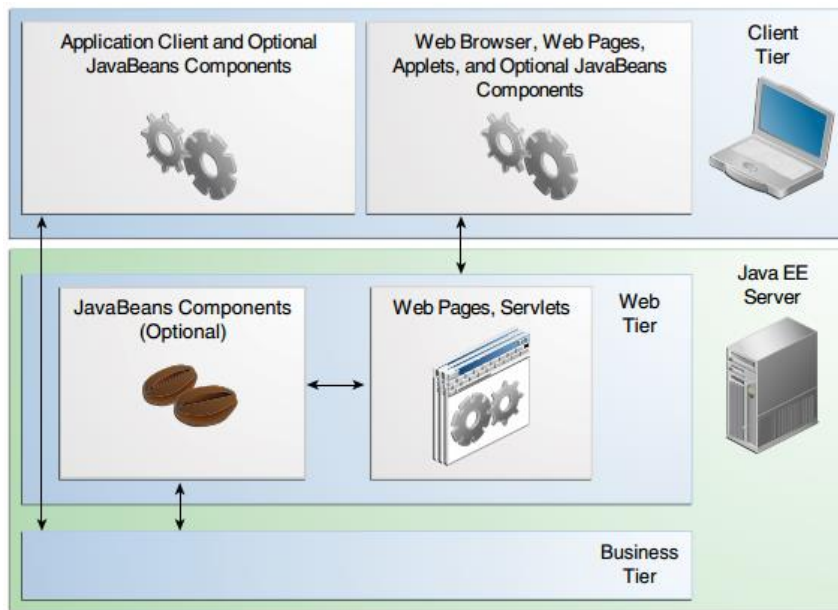 Application Client and Optional
JavaBeans Components
Web Browser, Web Pages,
Applets, and Optional JavaBeans
Components
Client
Tier
JavaBeans Components
(Optional)
Web Pages, Servlets
Web
Tier
Java EE
Server
Business
Tier